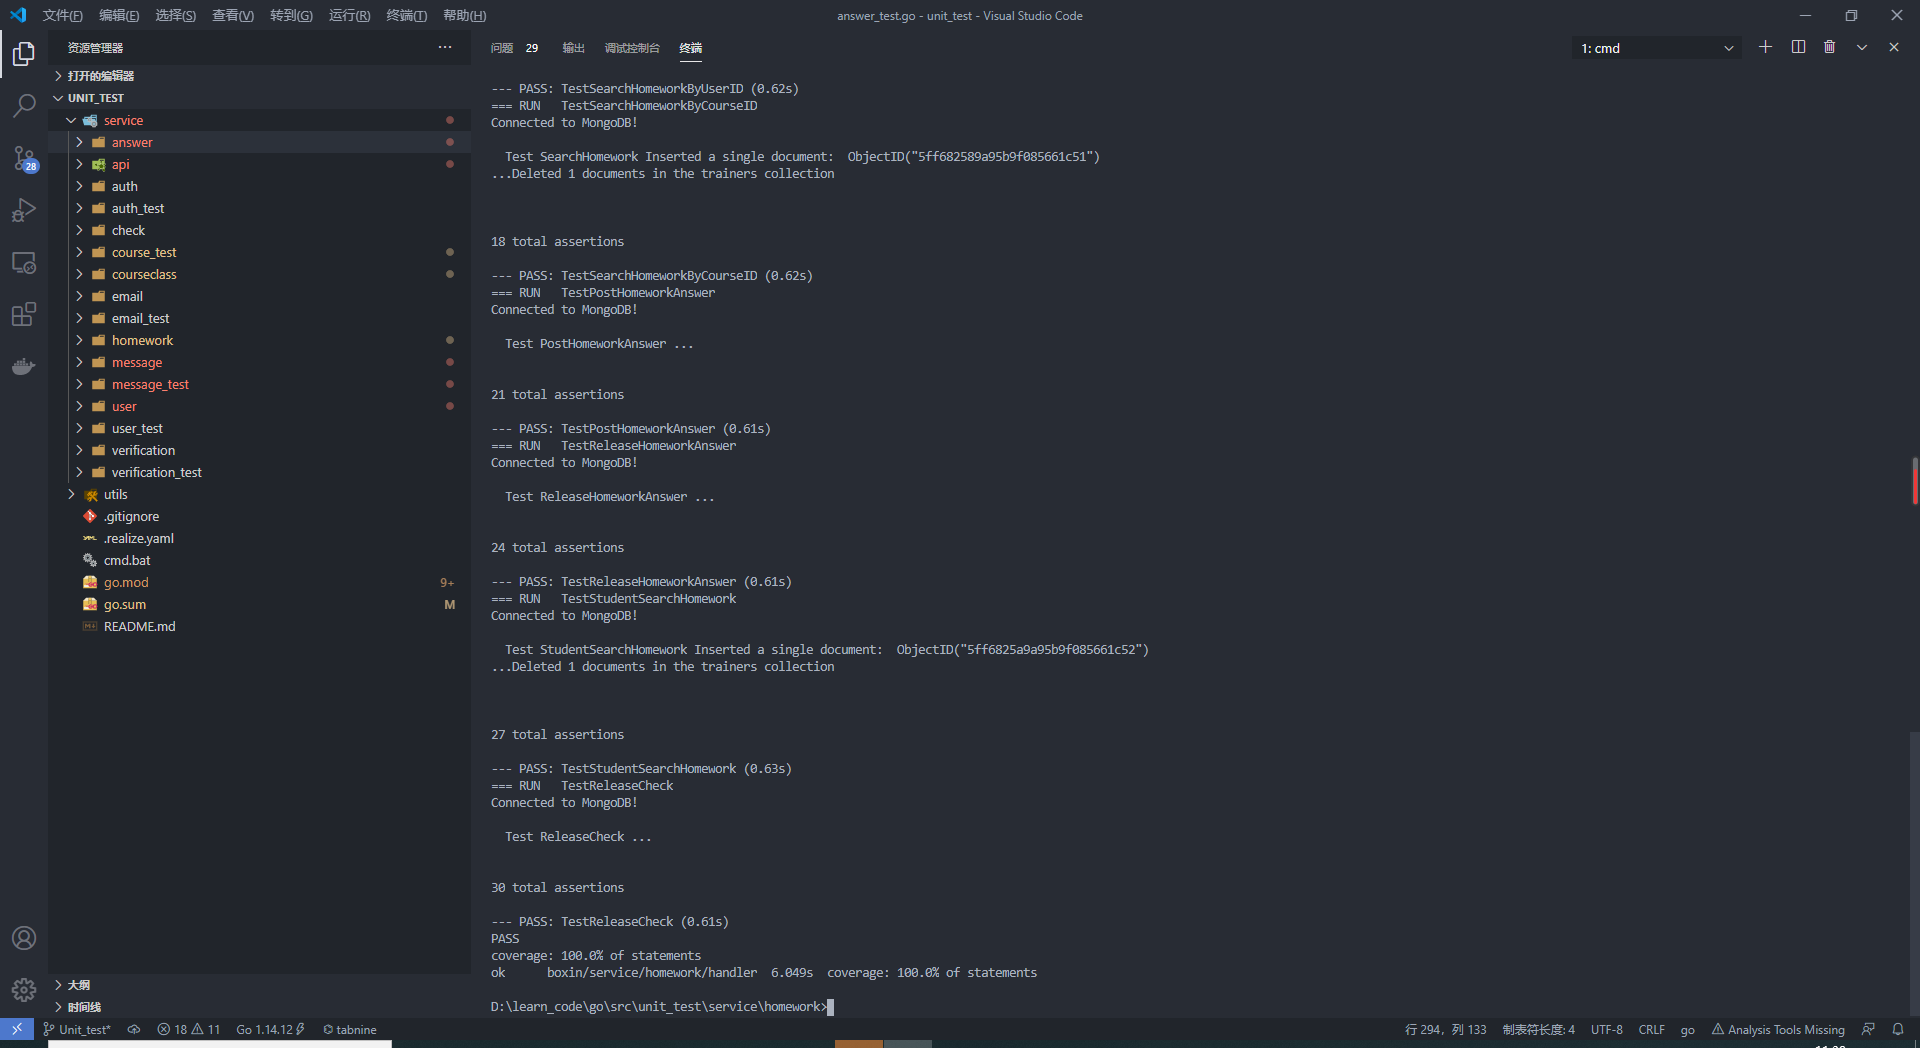 文件(F) 编辑(E) 选择(S) 查看(V) 转到(G) 运行(R) 终端(T) 帮助(H) answer_test.go - unit_test - Visual Studio Code
资源管理器
打开的编辑器
UNIT_TEST
service
answer
api
auth
auth_test
check
course_test
courseclass
email
email_test
homework
message
message_test
user
user_test
verification
verification_test
utils
.gitignore
.realize.yaml
cmd.bat
go.mod 9+
go.sum M
README.md
大纲
时间线
28
问题 29 输出 调试控制台 终端 1: cmd
--- PASS: TestSearchHomeworkByUserID (0.62s)
=== RUN TestSearchHomeworkByCourseID
Connected to MongoDB!
Test SearchHomework Inserted a single document: ObjectID("5ff682589a95b9f085661c51")
...Deleted 1 documents in the trainers collection
18 total assertions
--- PASS: TestSearchHomeworkByCourseID (0.62s)
=== RUN TestPostHomeworkAnswer
Connected to MongoDB!
Test PostHomeworkAnswer ...
21 total assertions
--- PASS: TestPostHomeworkAnswer (0.61s)
=== RUN TestReleaseHomeworkAnswer
Connected to MongoDB!
Test ReleaseHomeworkAnswer ...
24 total assertions
--- PASS: TestReleaseHomeworkAnswer (0.61s)
=== RUN TestStudentSearchHomework
Connected to MongoDB!
Test StudentSearchHomework Inserted a single document: ObjectID("5ff6825a9a95b9f085661c52")
...Deleted 1 documents in the trainers collection
27 total assertions
--- PASS: TestStudentSearchHomework (0.63s)
=== RUN TestReleaseCheck
Connected to MongoDB!
Test ReleaseCheck ...
30 total assertions
--- PASS: TestReleaseCheck (0.61s)
PASS
coverage: 100.0% of statements
ok boxin/service/homework/handler 6.049s coverage: 100.0% of statements
D:\learn_code\go\src\unit_test\service\homework>
Unit_test* 18 11 Go 1.14.12 tabnine 行 294，列 133 制表符长度: 4 UTF-8 CRLF go Analysis Tools Missing